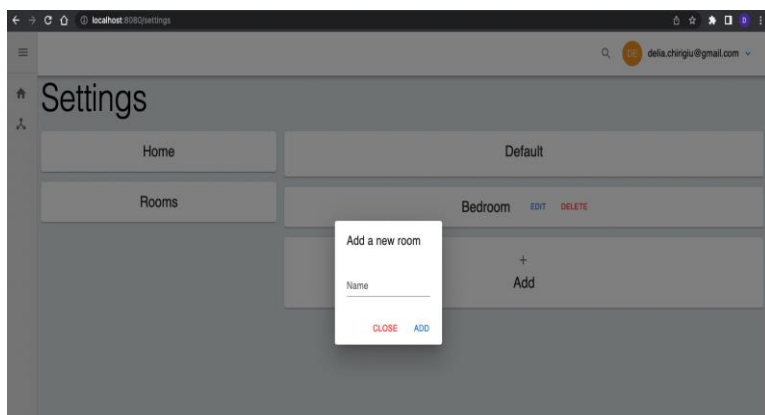 localhost:8080/settings
D
DE
delia.chirigiu@gmail.com
Settings
Home
Default
Rooms
Bedroom EDIT DELETE
Add a new room
Name
CLOSE ADD
+
Add